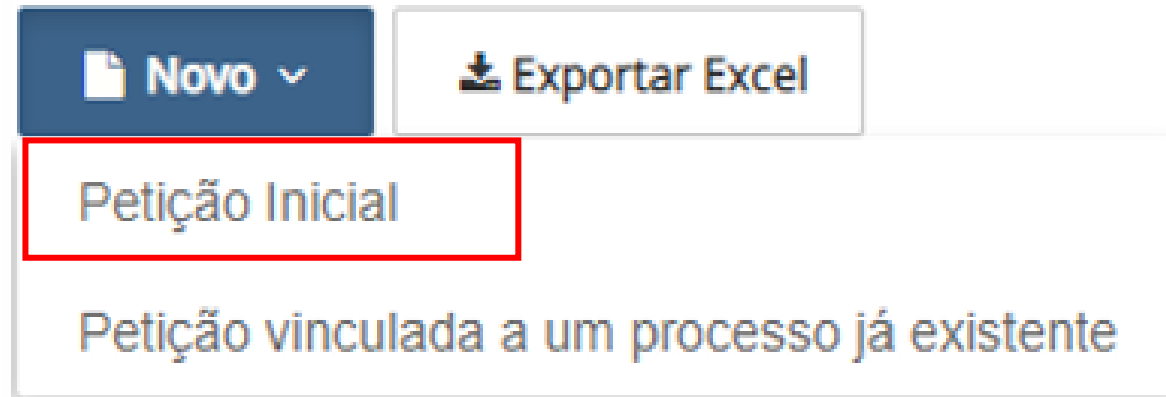 Novo Exportar Excel
Petição Inicial
Petição vinculada a um processo já existente